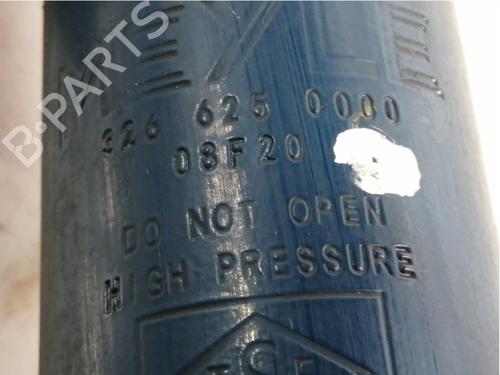 B-PARTS
326 625 0000
08F20
DO NOT OPEN
HIGH PRESSURE